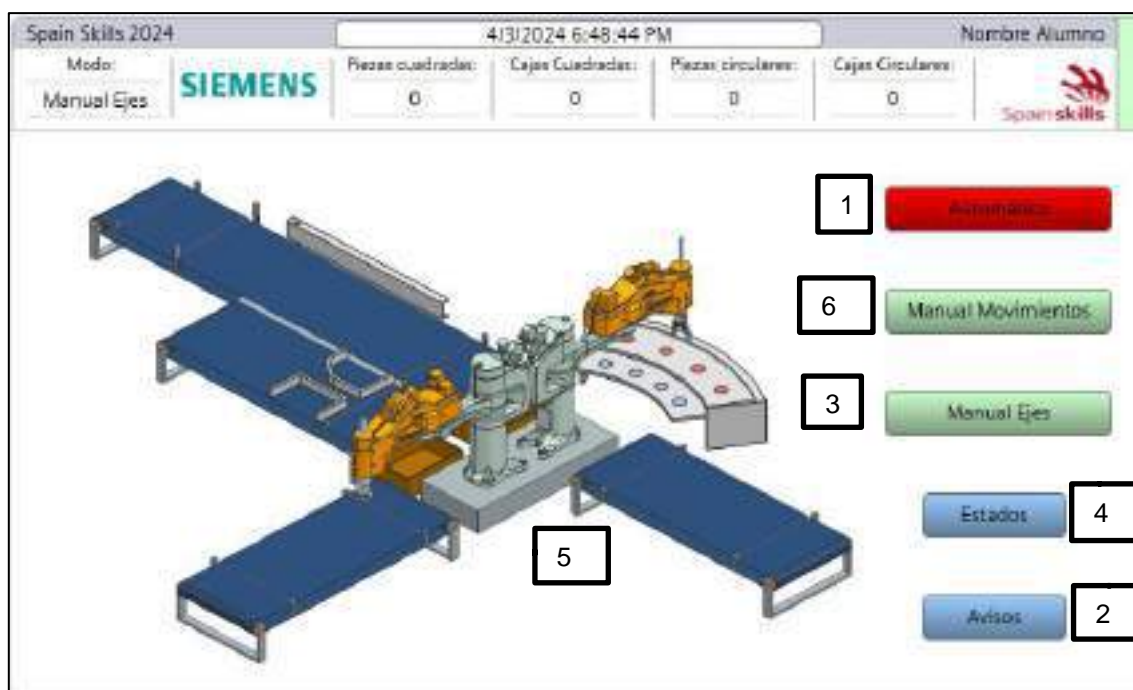 Spain Skills 2024
4/3/2024 6:48:44 PM
Nombre Alumno
Modo:
Manual Ejes
SIEMENS
Piezas cuadradas:
0
Cajas Cuadradas:
0
Piezas circulares:
0
Cajas Circulares:
0
Spain skills
1
Automático
6
Manual Movimientos
3
Manual Ejes
Estados
4
5
Avisos
2